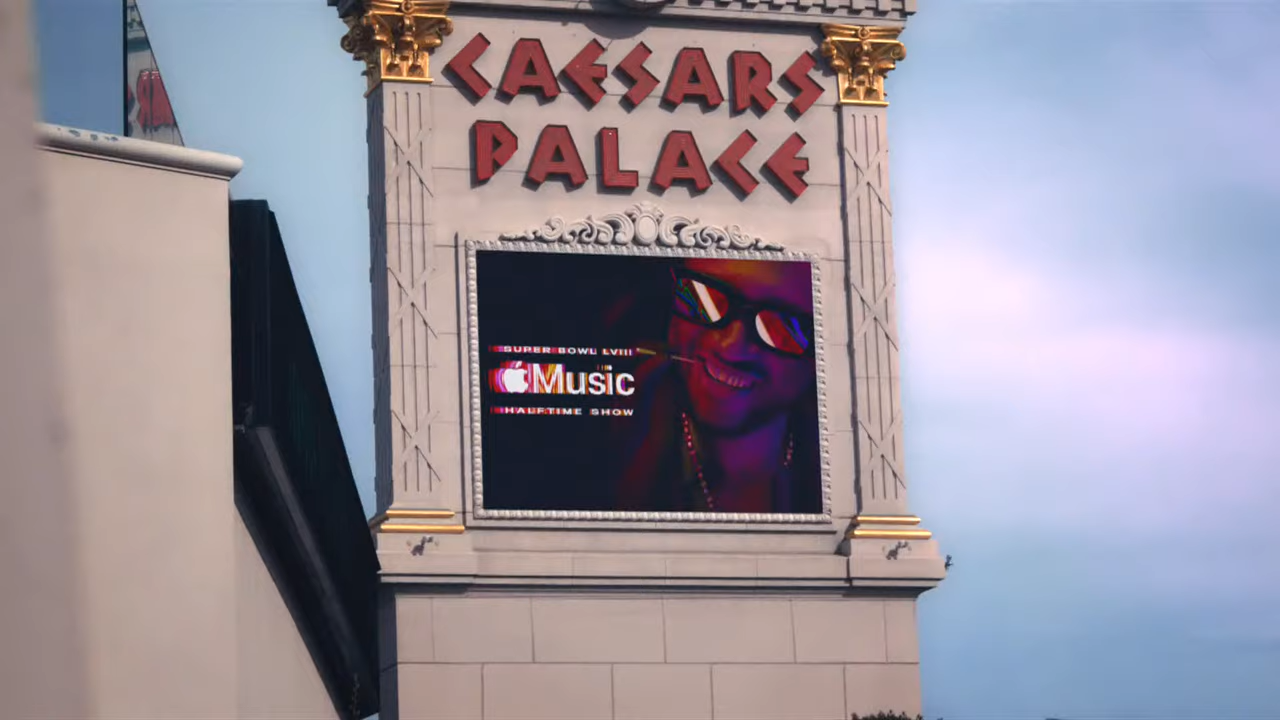 CAESARS
PALACE
SUPER BOWL LVIII
Music
HALFTIME SHOW